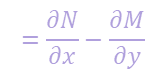 = ∂N/∂x − ∂M/∂y